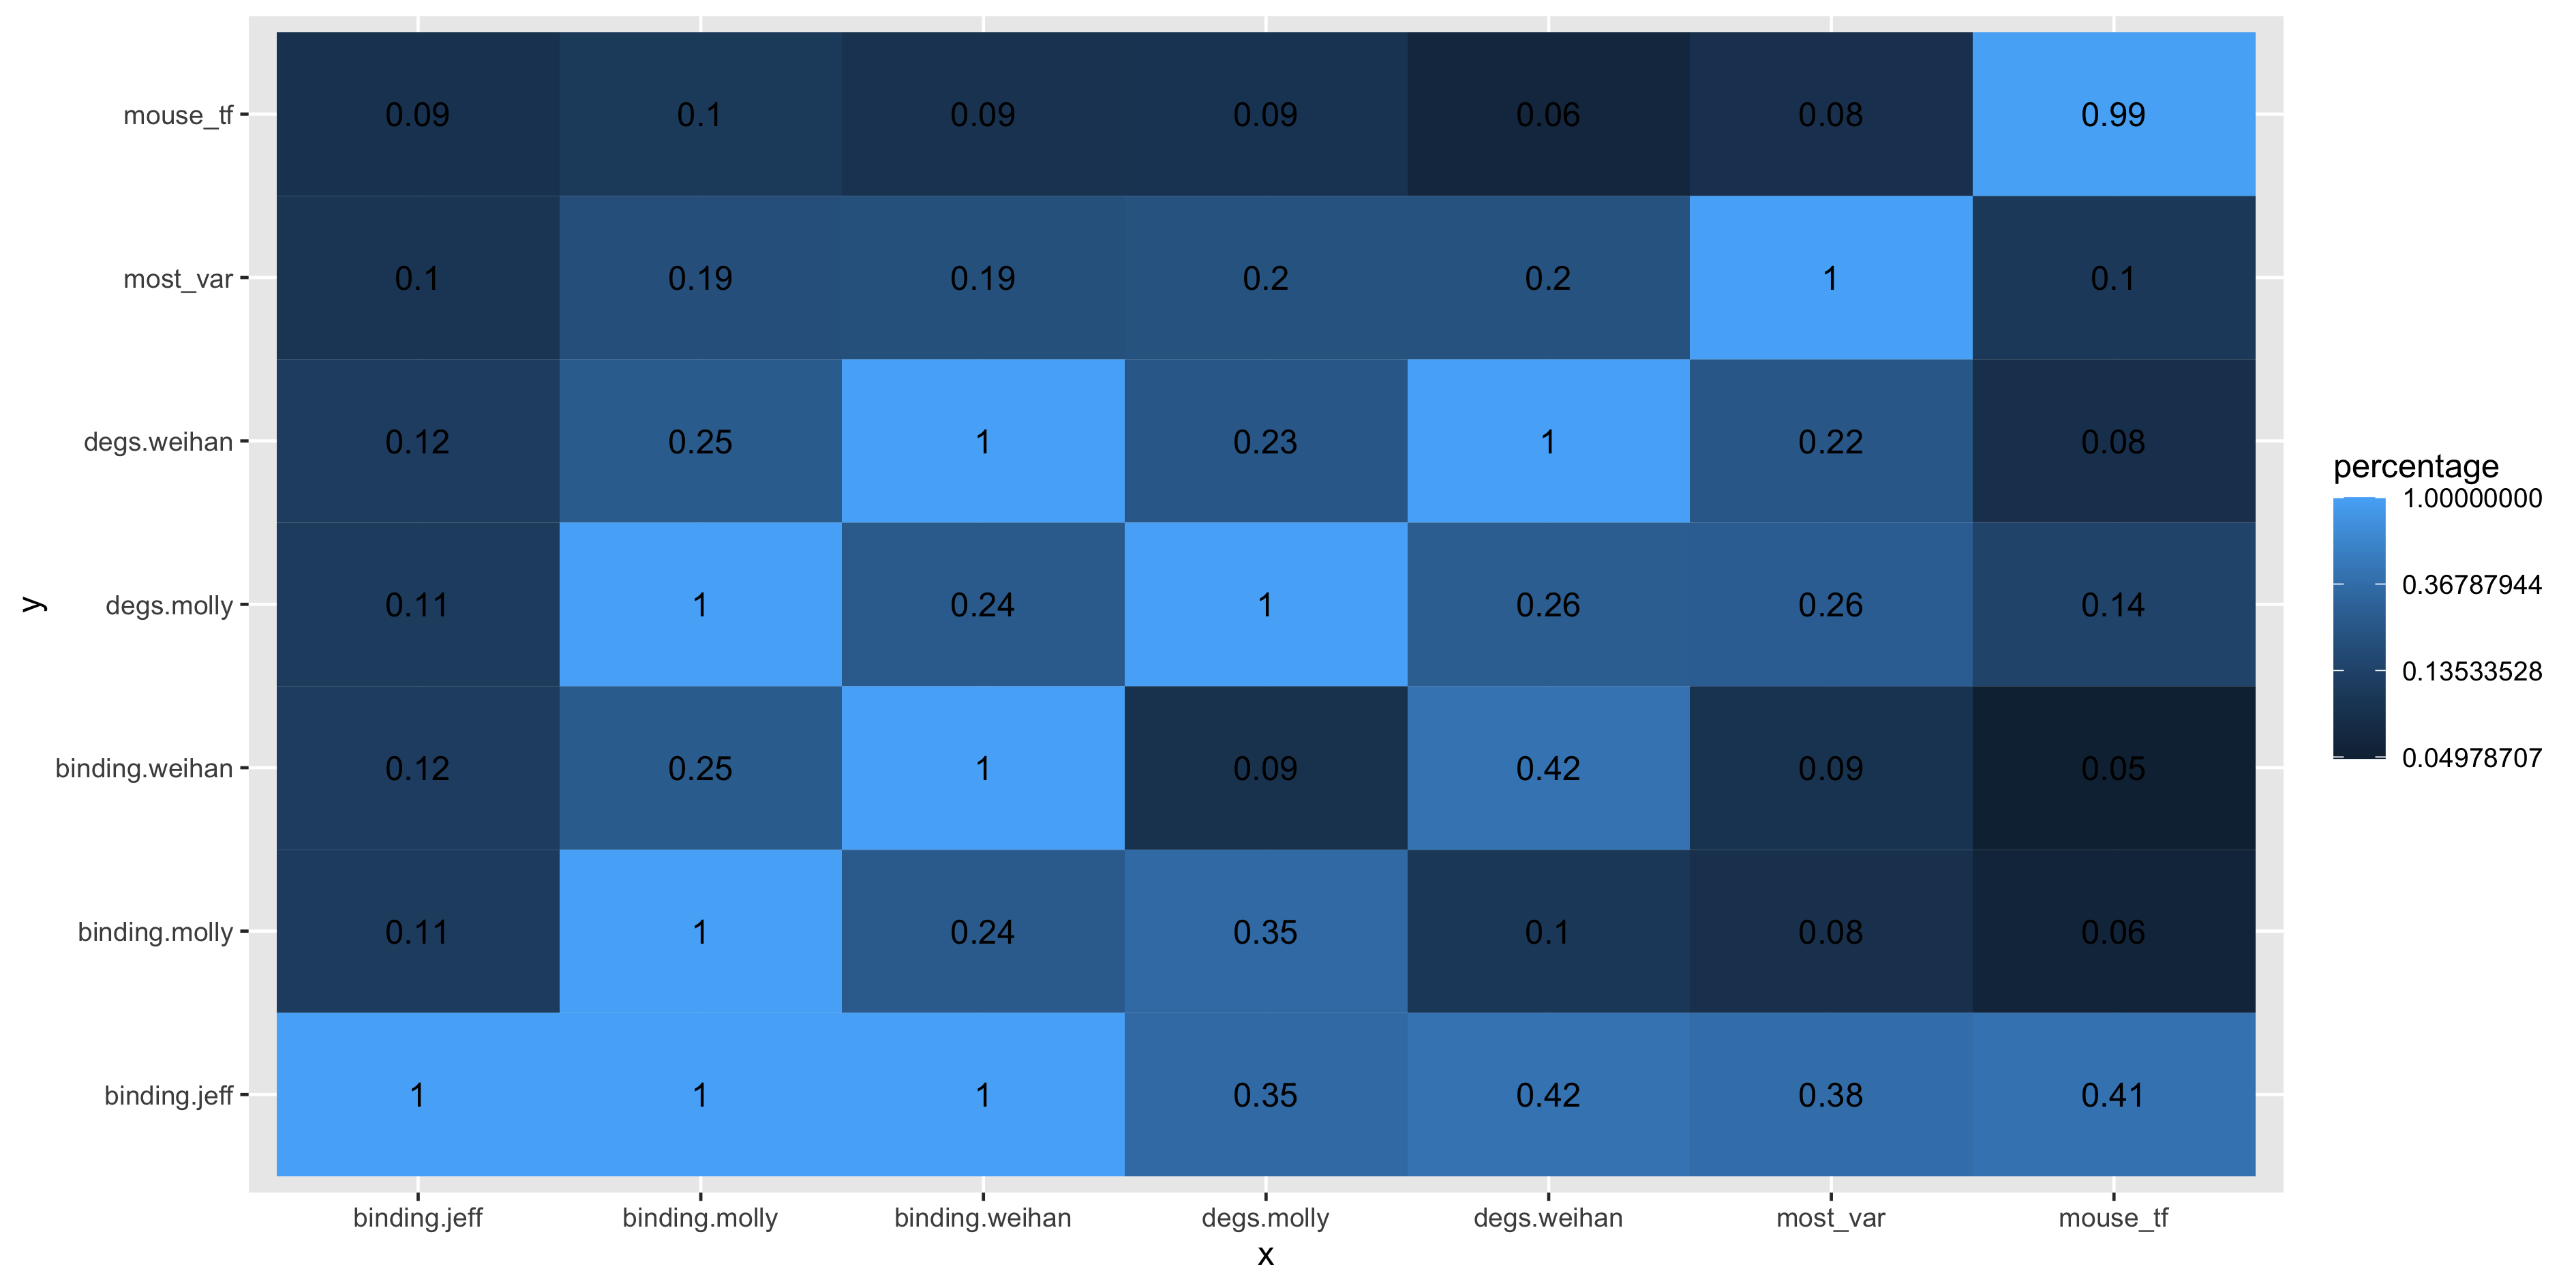 mouse_tf 0.09 0.1 0.09 0.09 0.06 0.08 0.99
most_var 0.1 0.19 0.19 0.2 0.2 1 0.1
degs.weihan 0.12 0.25 1 0.23 1 0.22 0.08
degs.molly 0.11 1 0.24 1 0.26 0.26 0.14
binding.weihan 0.12 0.25 1 0.09 0.42 0.09 0.05
binding.molly 0.11 1 0.24 0.35 0.1 0.08 0.06
binding.jeff 1 1 1 0.35 0.42 0.38 0.41
binding.jeff binding.molly binding.weihan degs.molly degs.weihan most_var mouse_tf
x
y
percentage
1.00000000
0.36787944
0.13533528
0.04978707